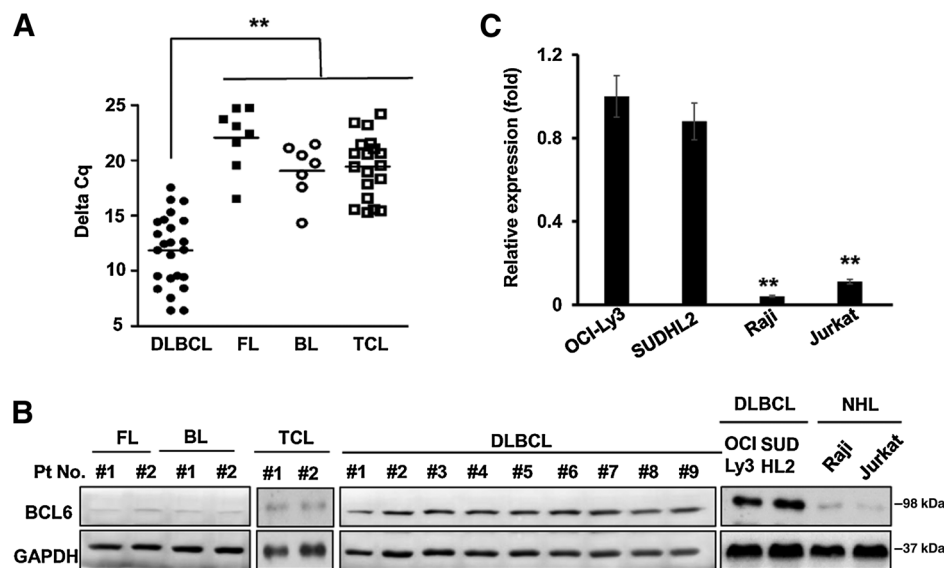 A
**
Delta Cq
25
20
15
10
5
DLBCL FL BL TCL
C
Relative expression (fold)
1.2
0.8
0.4
0
**
**
OCI-Ly3 SUDHL2 Raji Jurkat
B
FL BL TCL DLBCL DLBCL NHL
Pt No. #1 #2 #1 #2 #1 #2 #1 #2 #3 #4 #5 #6 #7 #8 #9 OCI SUD Raji Jurkat
Ly3 HL2
BCL6 –98 kDa
GAPDH –37 kDa